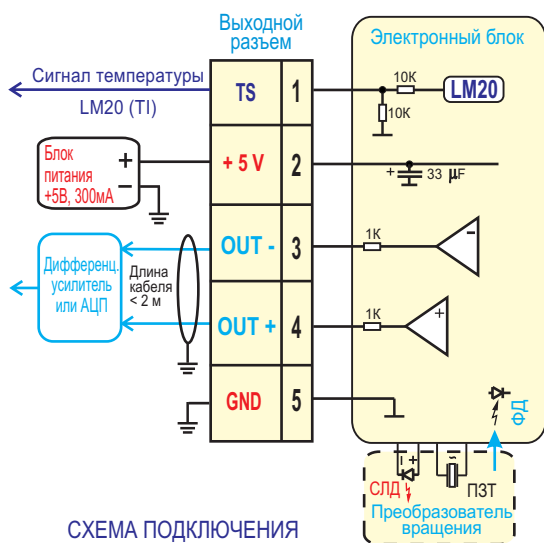 Выходной
разъем
Электронный блок
Сигнал температуры
LM20 (TI)
TS
1
10K
LM20
10K
Блок
питания
+5В, 300мА
+
−
+ 5 V
2
+
33 µF
Дифференц.
усилитель
или АЦП
Длина
кабеля
< 2 м
OUT -
3
1K
-
OUT +
4
1K
+
GND
5
ФД
− +
~
СЛД
ПЗТ
Преобразователь
вращения
СХЕМА ПОДКЛЮЧЕНИЯ